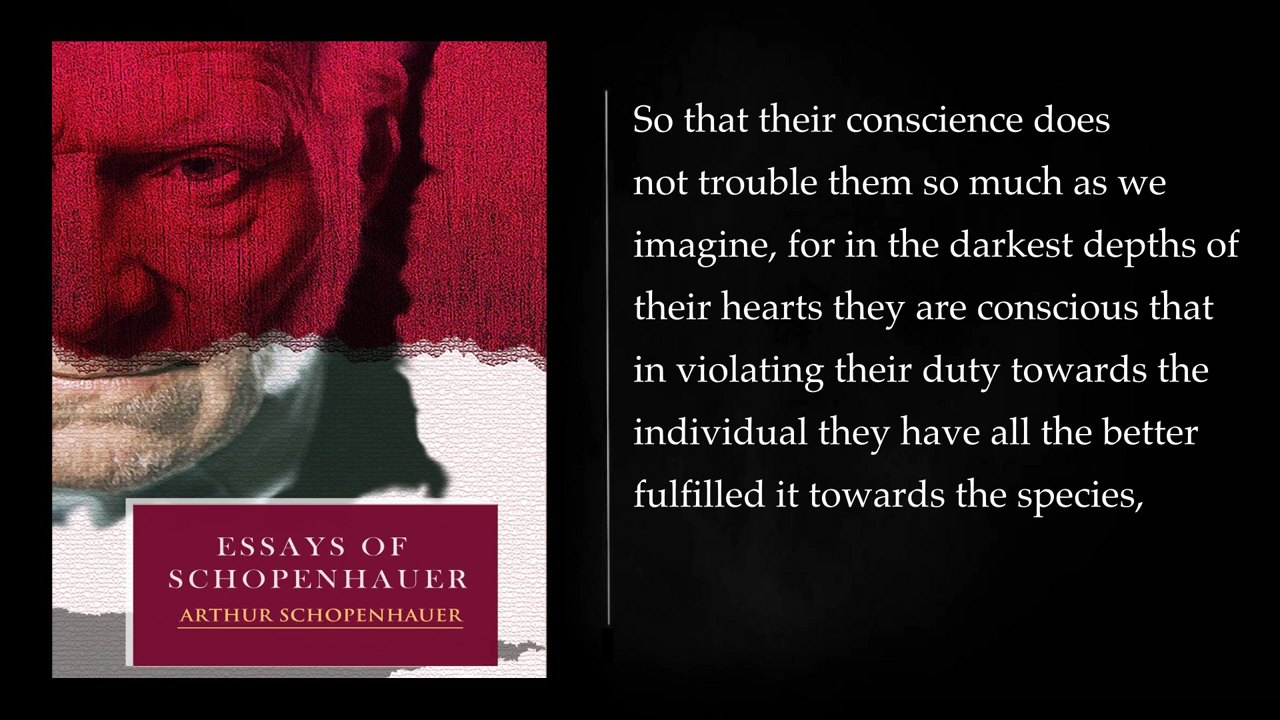 ESSAYS OF
SCHOPENHAUER
ARTHUR SCHOPENHAUER
So that their conscience does
not trouble them so much as we
imagine, for in the darkest depths of
their hearts they are conscious that
in violating their duty towards the
individual they have all the better
fulfilled it towards the species,